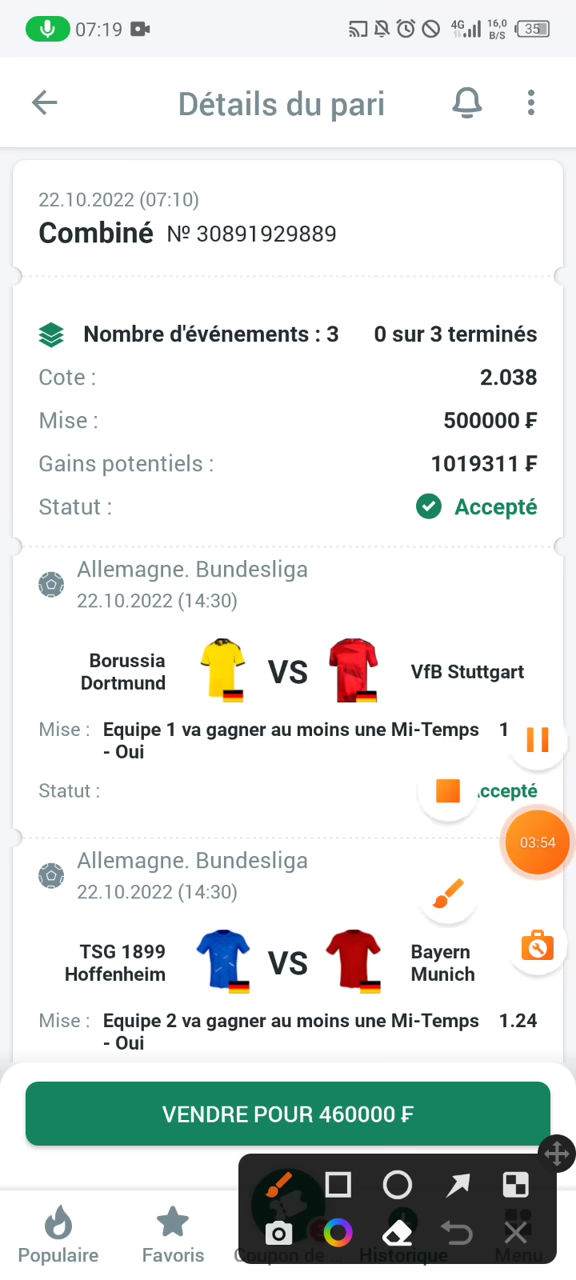 07:19
4G
16,0
B/S
35
Détails du pari
22.10.2022 (07:10)
Combiné № 30891929889
Nombre d'événements : 3 0 sur 3 terminés
Cote : 2.038
Mise : 500000 ₣
Gains potentiels : 1019311 ₣
Statut : Accepté
Allemagne. Bundesliga
22.10.2022 (14:30)
Borussia
Dortmund
VS
VfB Stuttgart
Mise : Equipe 1 va gagner au moins une Mi-Temps 1
- Oui
Statut : ccepté
03:54
Allemagne. Bundesliga
22.10.2022 (14:30)
TSG 1899
Hoffenheim
VS
Bayern
Munich
Mise : Equipe 2 va gagner au moins une Mi-Temps 1.24
- Oui
VENDRE POUR 460000 ₣
Populaire Favoris Coupon de ... Historique Menu